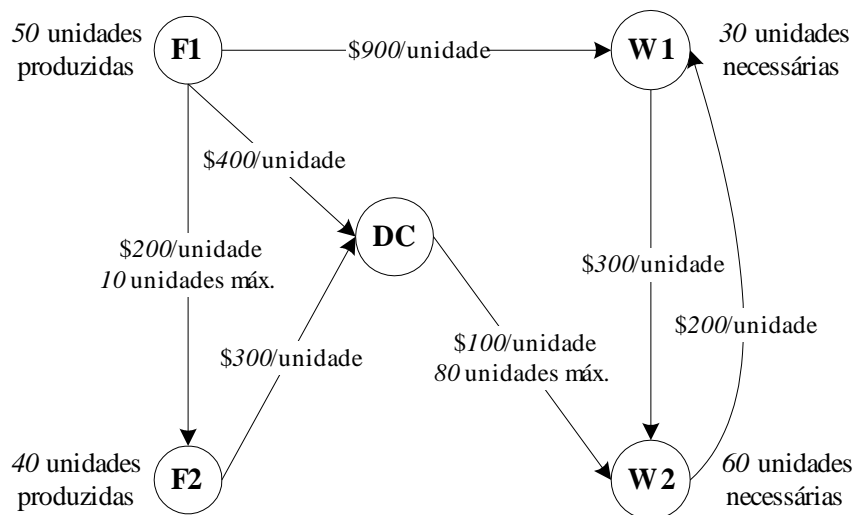 50 unidades
produzidas
F1
$900/unidade
W1
30 unidades
necessárias
$400/unidade
$200/unidade
10 unidades máx.
DC
$300/unidade
$300/unidade
$100/unidade
80 unidades máx.
$200/unidade
40 unidades
produzidas
F2
W2
60 unidades
necessárias